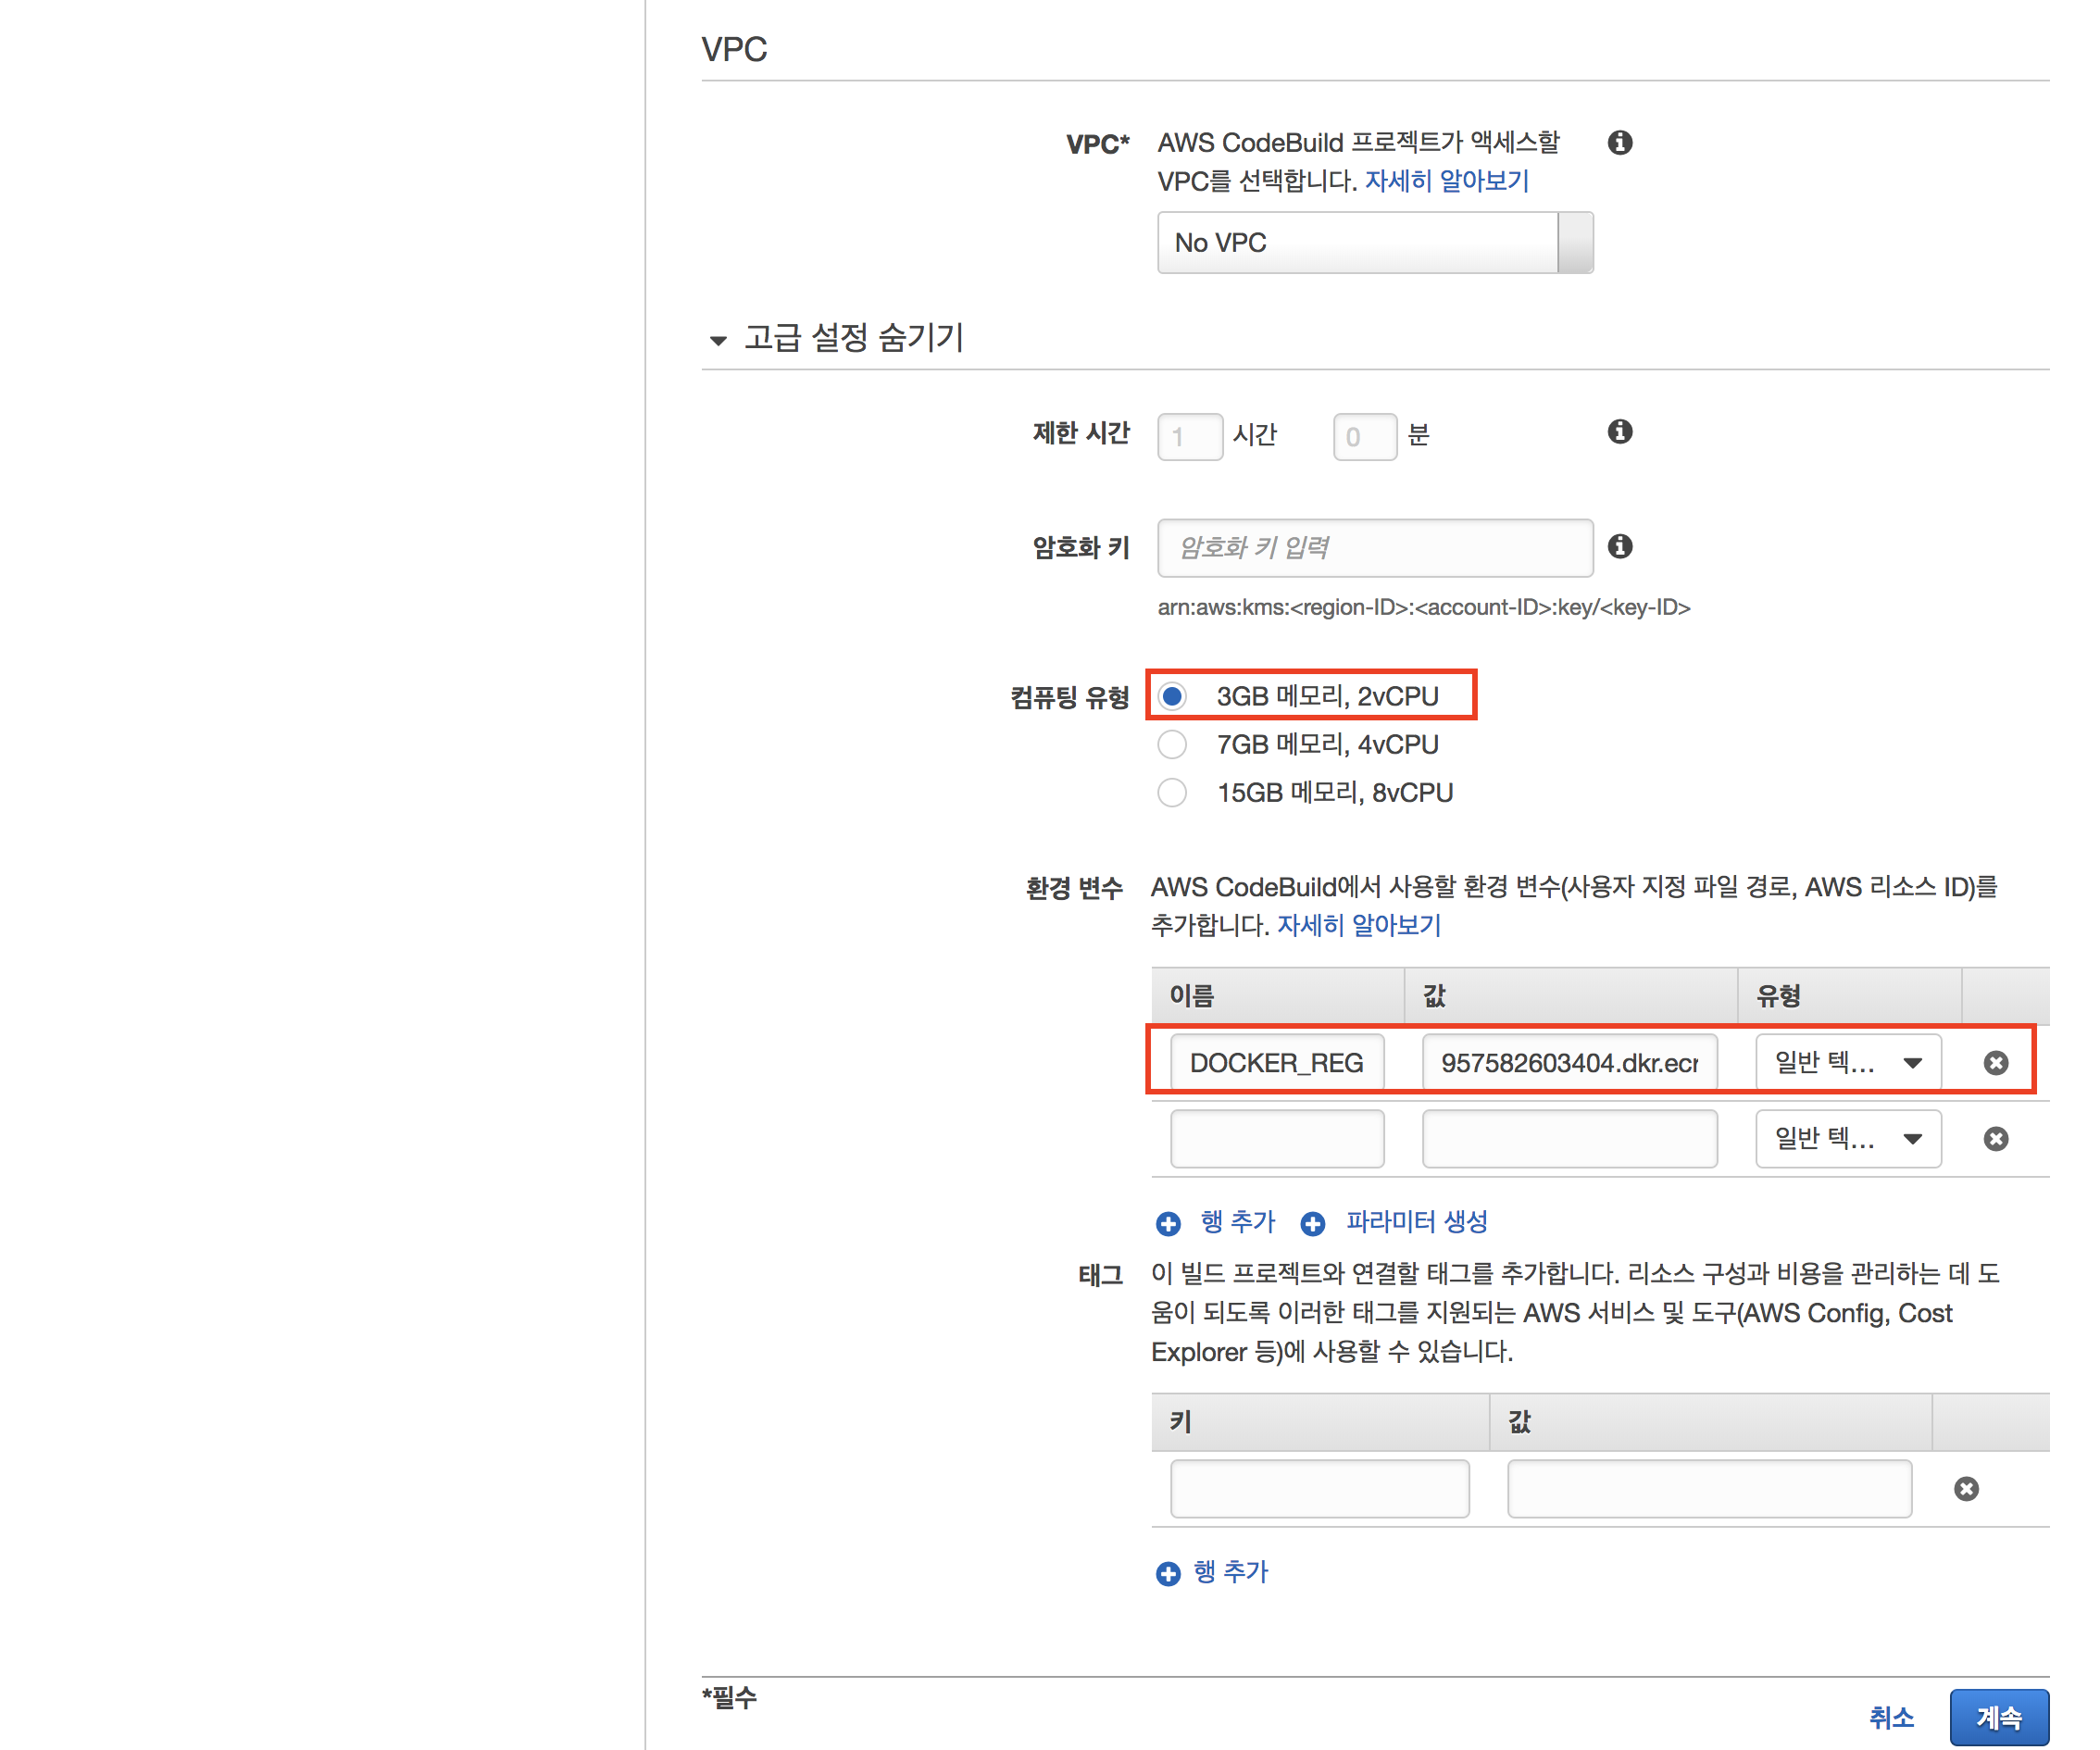 VPC
VPC* AWS CodeBuild 프로젝트가 액세스할
VPC를 선택합니다. 자세히 알아보기
No VPC
고급 설정 숨기기
제한 시간 1 시간 0 분
암호화 키 암호화 키 입력
arn:aws:kms:<region-ID>:<account-ID>:key/<key-ID>
컴퓨팅 유형 3GB 메모리, 2vCPU
7GB 메모리, 4vCPU
15GB 메모리, 8vCPU
환경 변수 AWS CodeBuild에서 사용할 환경 변수(사용자 지정 파일 경로, AWS 리소스 ID)를
추가합니다. 자세히 알아보기
이름 값 유형
DOCKER_REG 957582603404.dkr.ecr 일반 텍...
일반 텍...
행 추가 파라미터 생성
태그 이 빌드 프로젝트와 연결할 태그를 추가합니다. 리소스 구성과 비용을 관리하는 데 도
움이 되도록 이러한 태그를 지원되는 AWS 서비스 및 도구(AWS Config, Cost
Explorer 등)에 사용할 수 있습니다.
키 값
행 추가
*필수
취소 계속